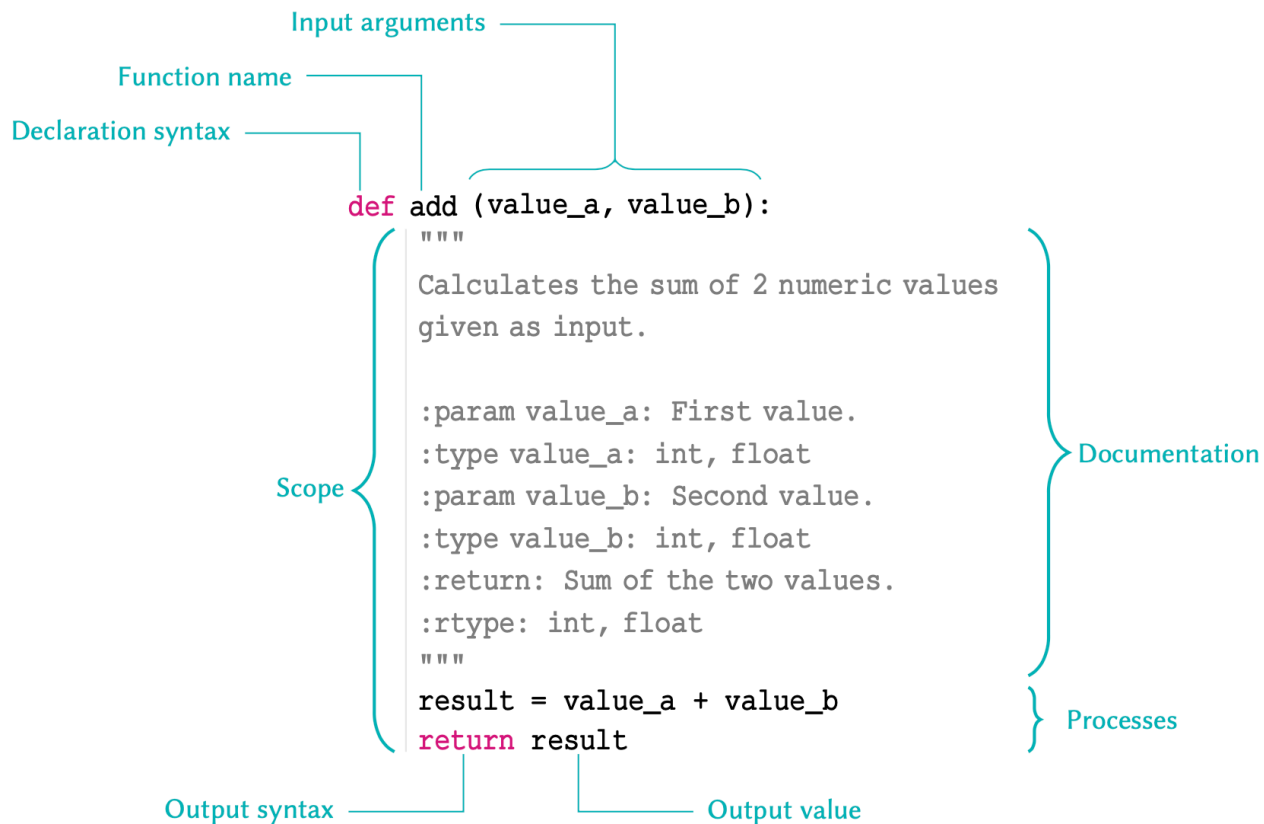 Input arguments
Function name
Declaration syntax
def add (value_a, value_b):
"""
Calculates the sum of 2 numeric values
given as input.
:param value_a: First value.
:type value_a: int, float
Documentation
Scope
:param value_b: Second value.
:type value_b: int, float
:return: Sum of the two values.
:rtype: int, float
"""
result = value_a + value_b
Processes
return result
Output syntax
Output value